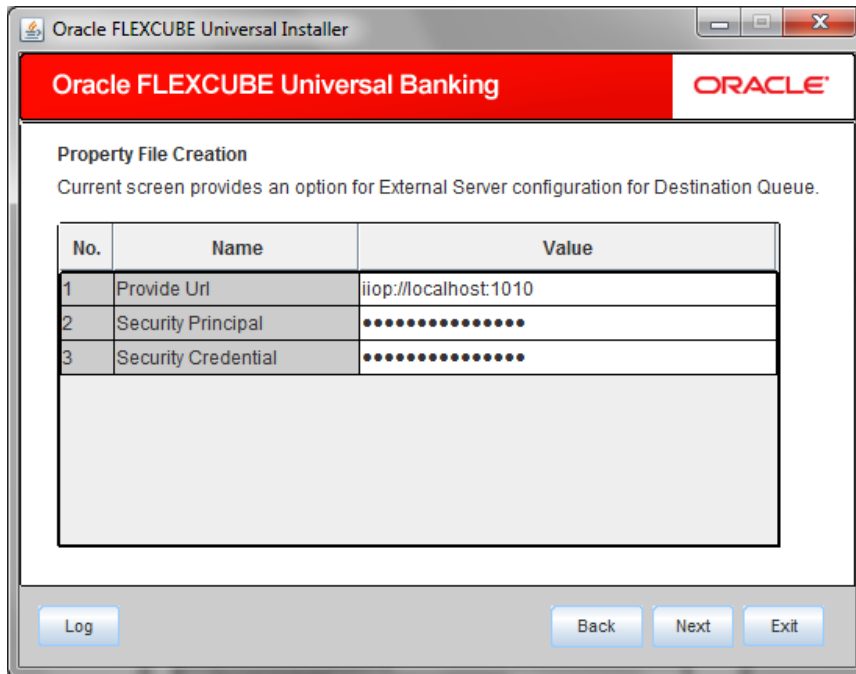 Oracle FLEXCUBE Universal Installer
Oracle FLEXCUBE Universal Banking
ORACLE
Property File Creation
Current screen provides an option for External Server configuration for Destination Queue.
No. Name Value
1 Provide Url iiop://localhost:1010
2 Security Principal •••••••••••••••
3 Security Credential •••••••••••••••
Log Back Next Exit